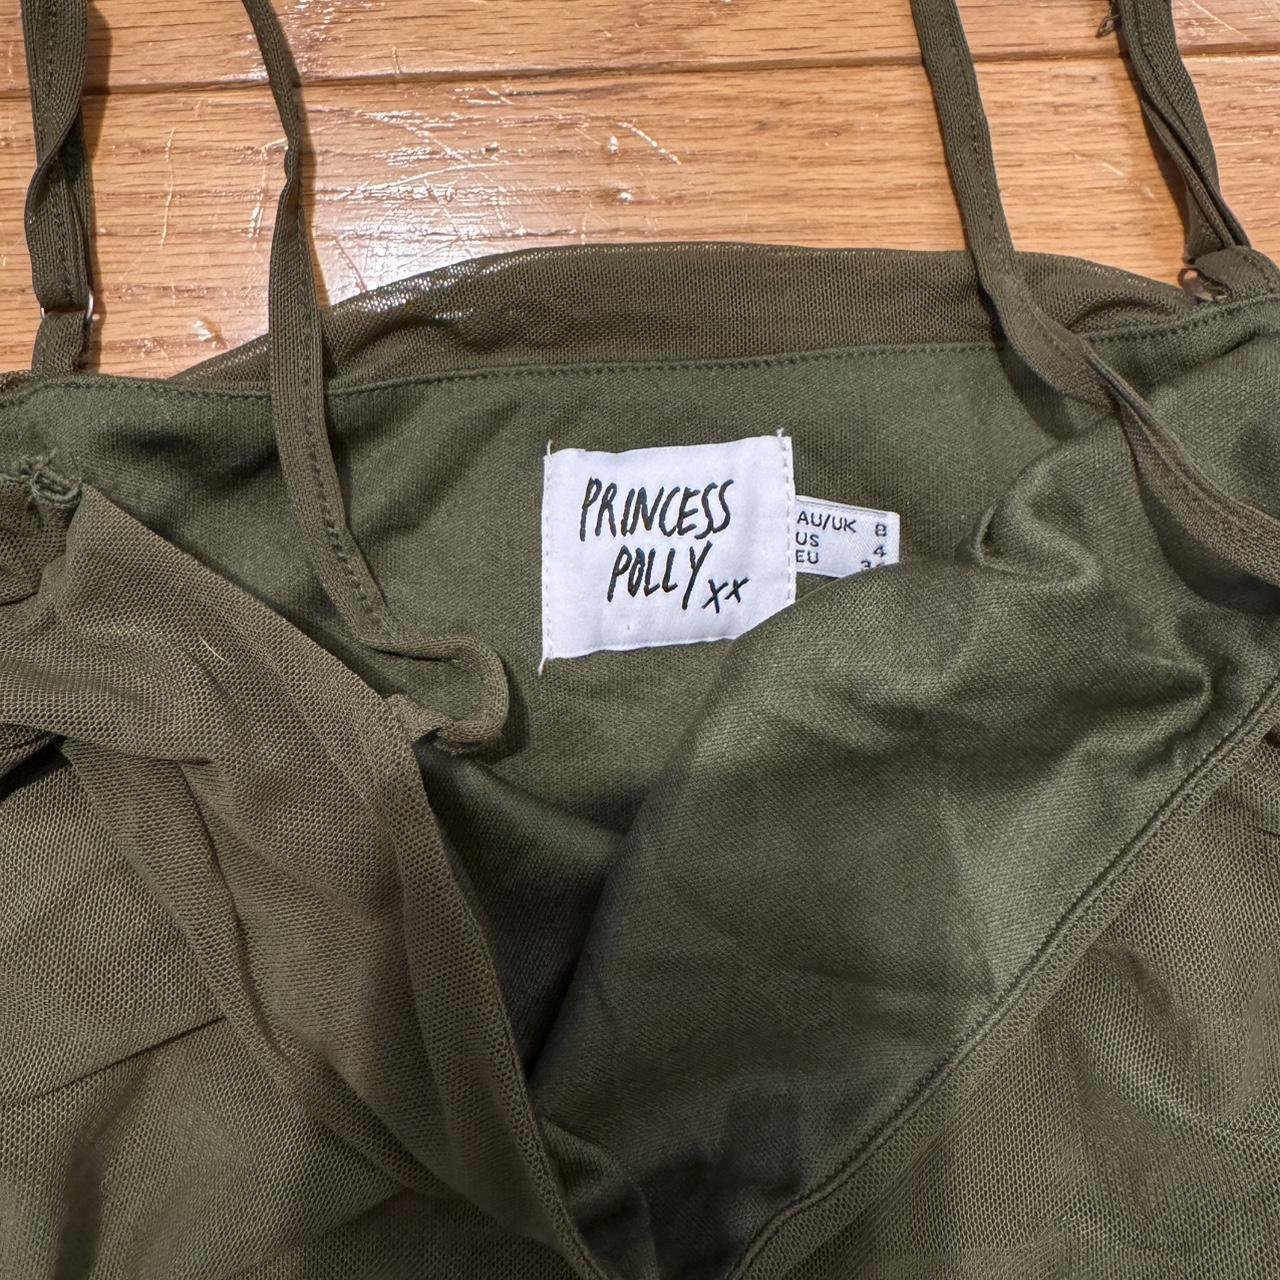 PRINCESS
POLLY xx
AU/UK 8
US 4
EU